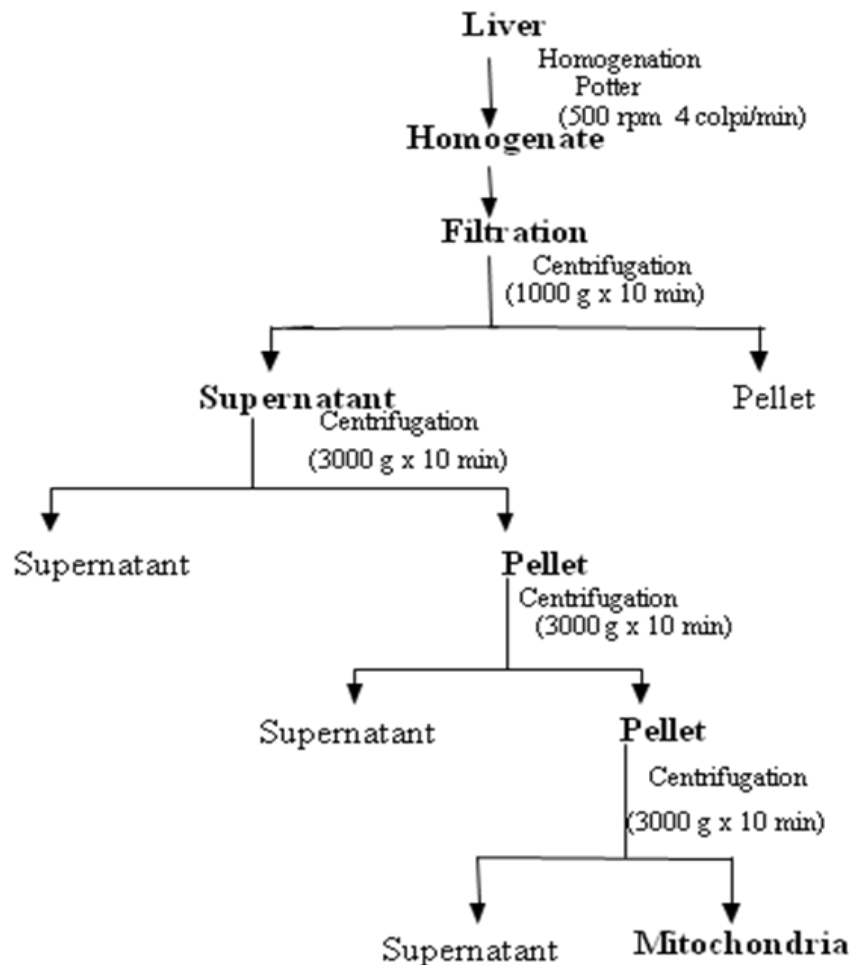 Liver
Homogenation
Potter
(500 rpm 4 colpi/min)
Homogenate
Filtration
Centrifugation
(1000 g x 10 min)
Supernatant
Pellet
Centrifugation
(3000 g x 10 min)
Supernatant
Pellet
Centrifugation
(3000 g x 10 min)
Supernatant
Pellet
Centrifugation
(3000 g x 10 min)
Supernatant
Mitochondria